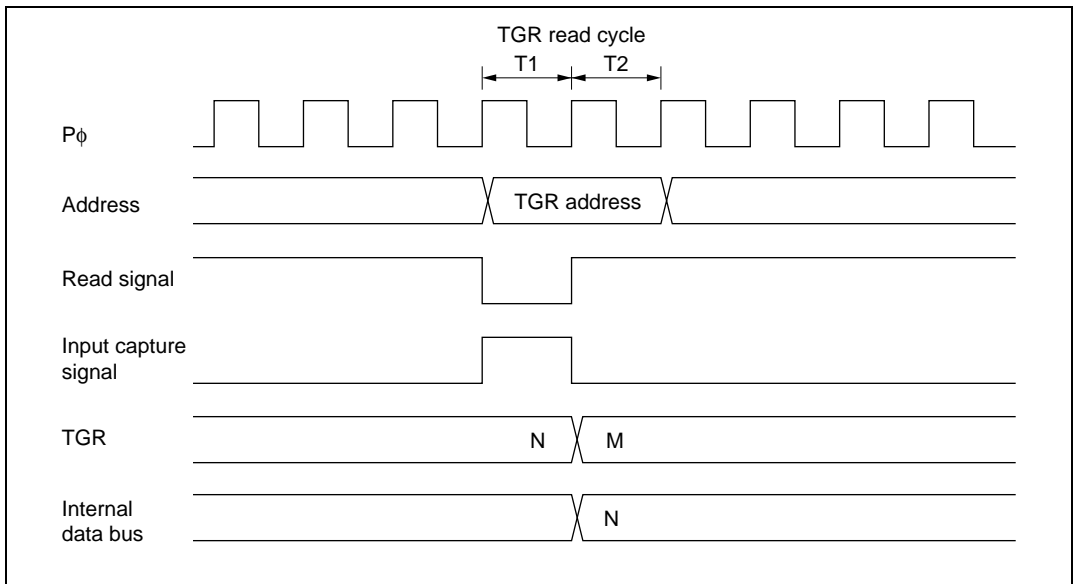 TGR read cycle
T1 T2
Pϕ
Address TGR address
Read signal
Input capture
signal
TGR N M
Internal
data bus N